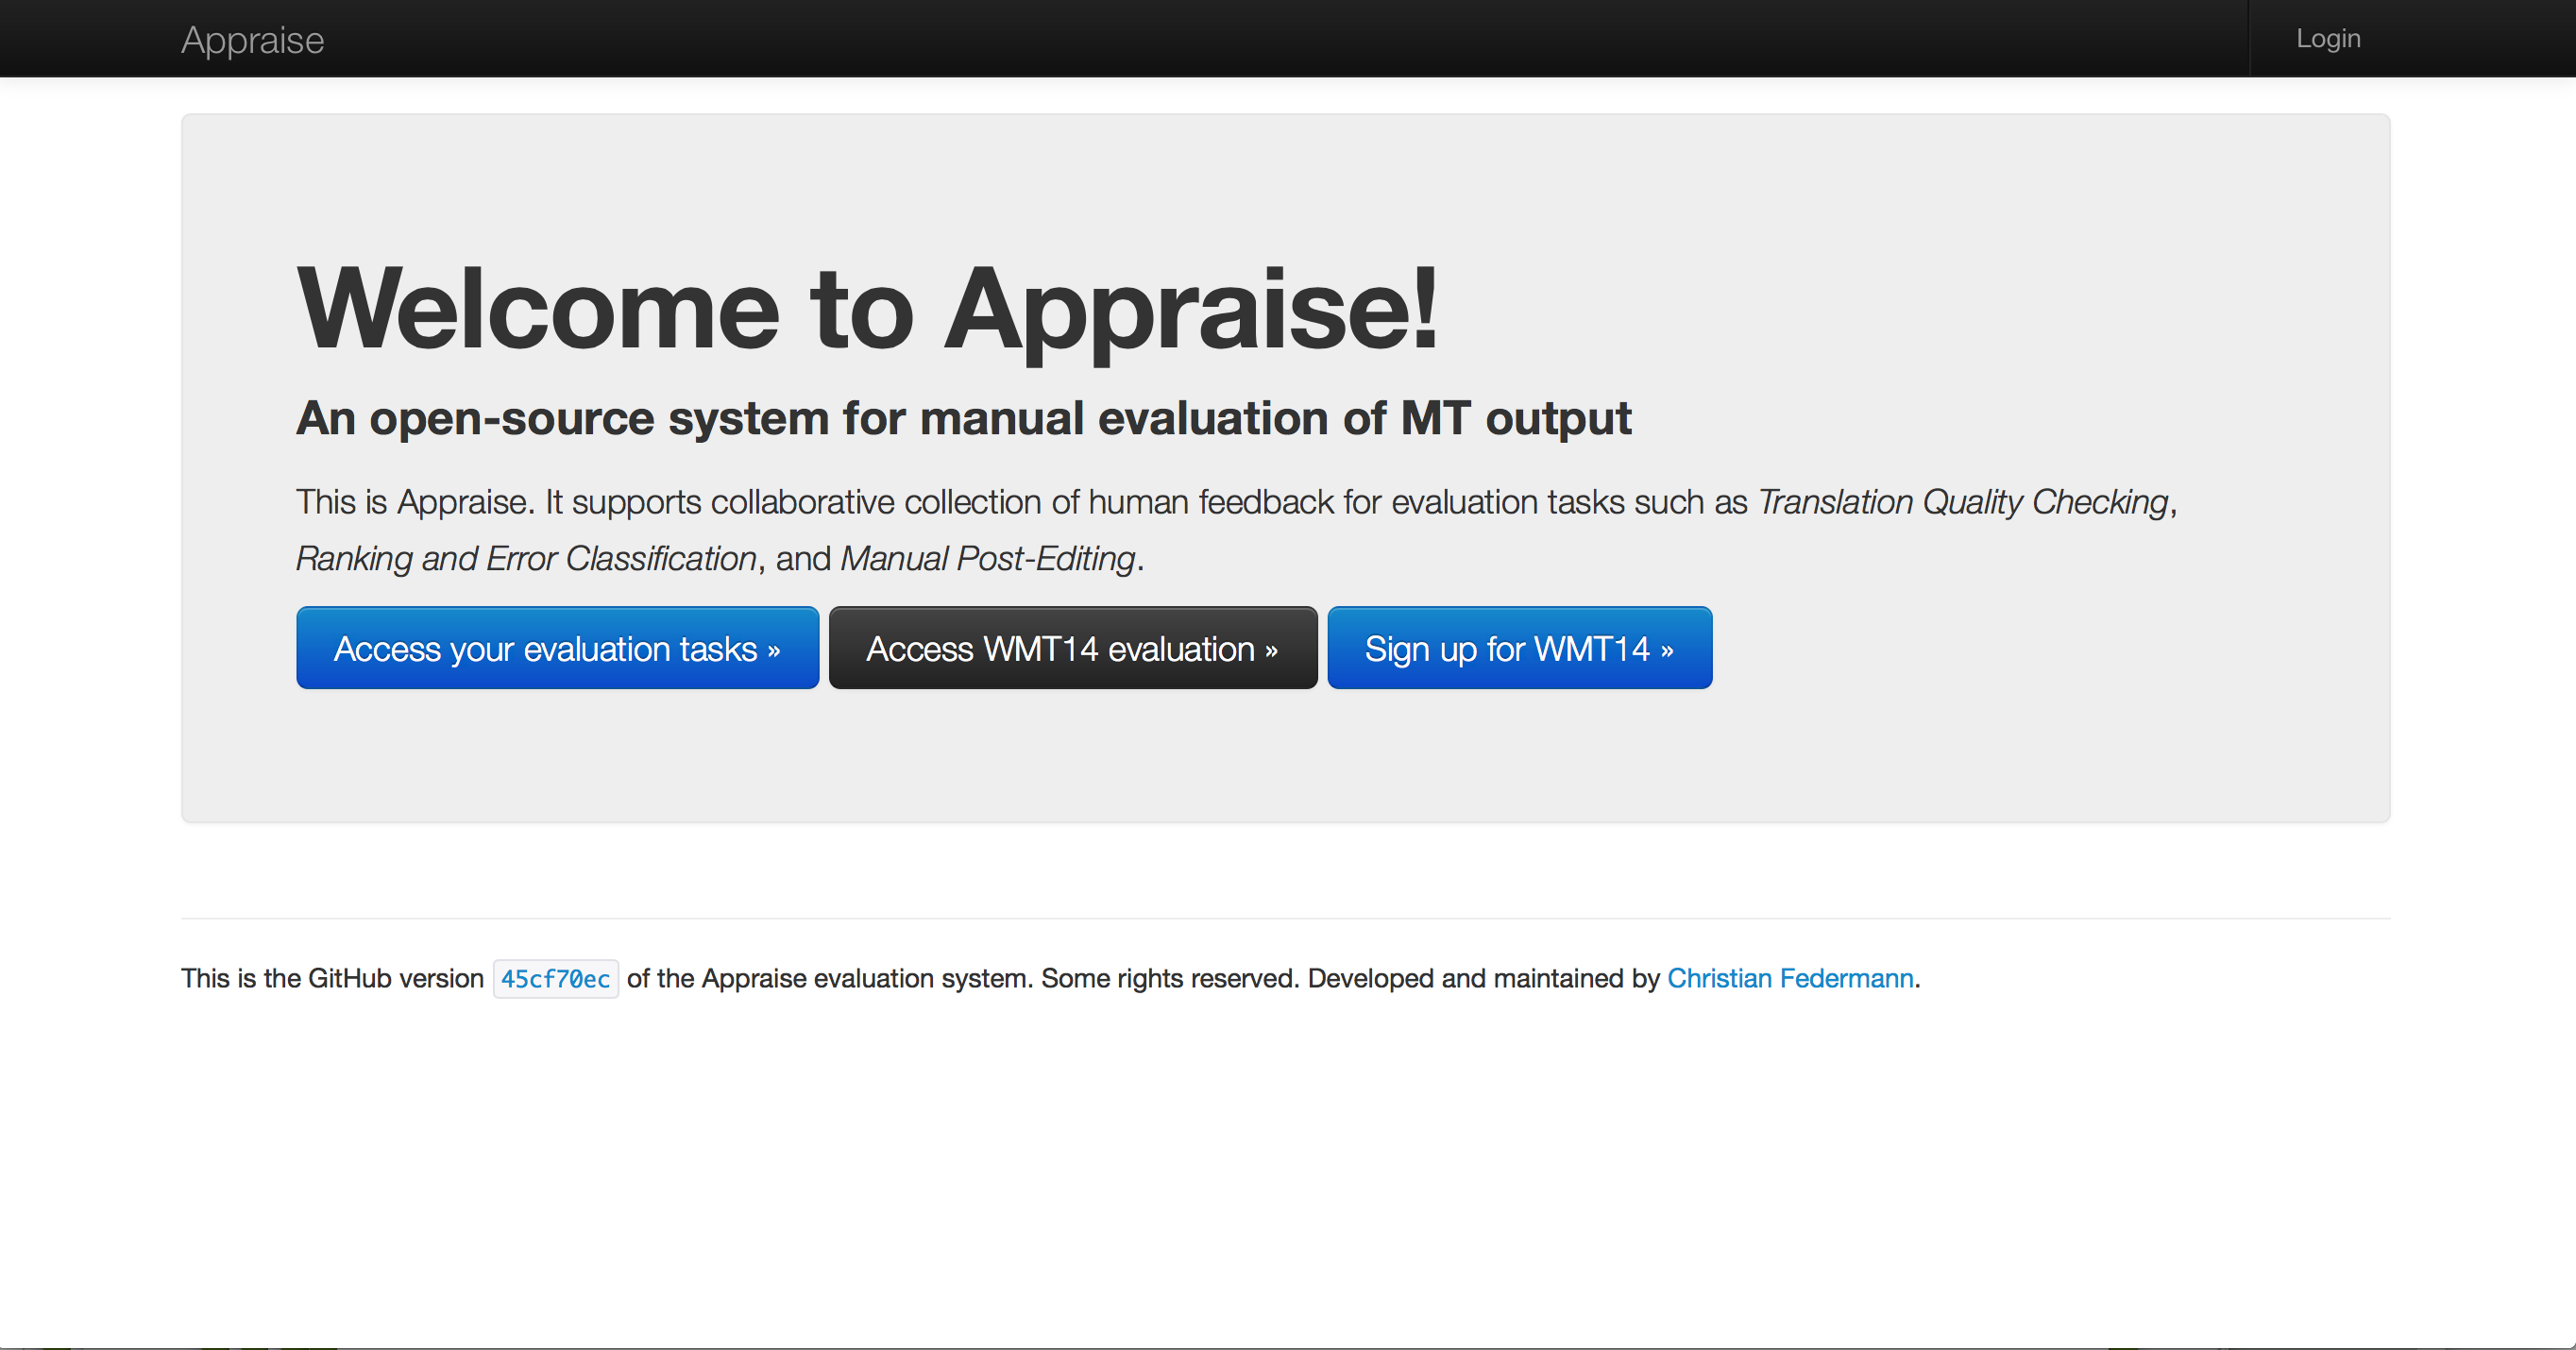 Appraise
Login
Welcome to Appraise!
An open-source system for manual evaluation of MT output
This is Appraise. It supports collaborative collection of human feedback for evaluation tasks such as Translation Quality Checking,
Ranking and Error Classification, and Manual Post-Editing.
Access your evaluation tasks »
Access WMT14 evaluation »
Sign up for WMT14 »
This is the GitHub version 45cf70ec of the Appraise evaluation system. Some rights reserved. Developed and maintained by Christian Federmann.